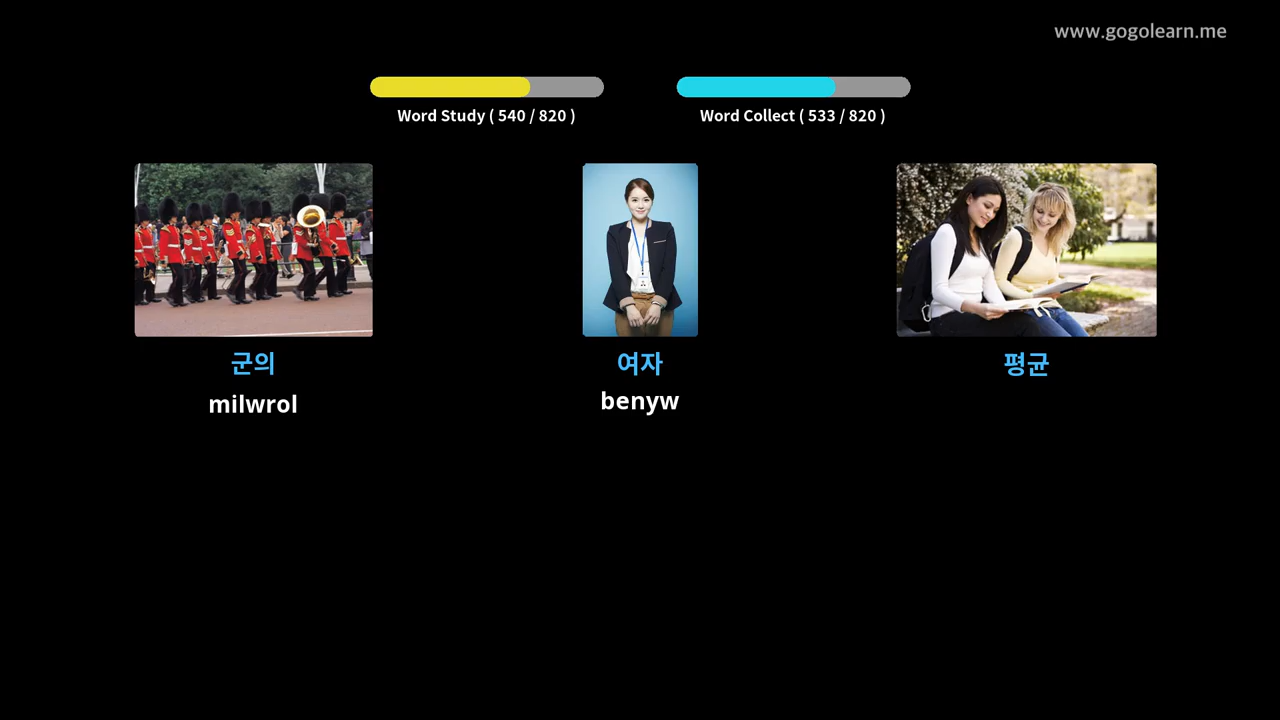 www.gogolearn.me
Word Study ( 540 / 820 )
Word Collect ( 533 / 820 )
군의
여자
평균
milwrol
benyw